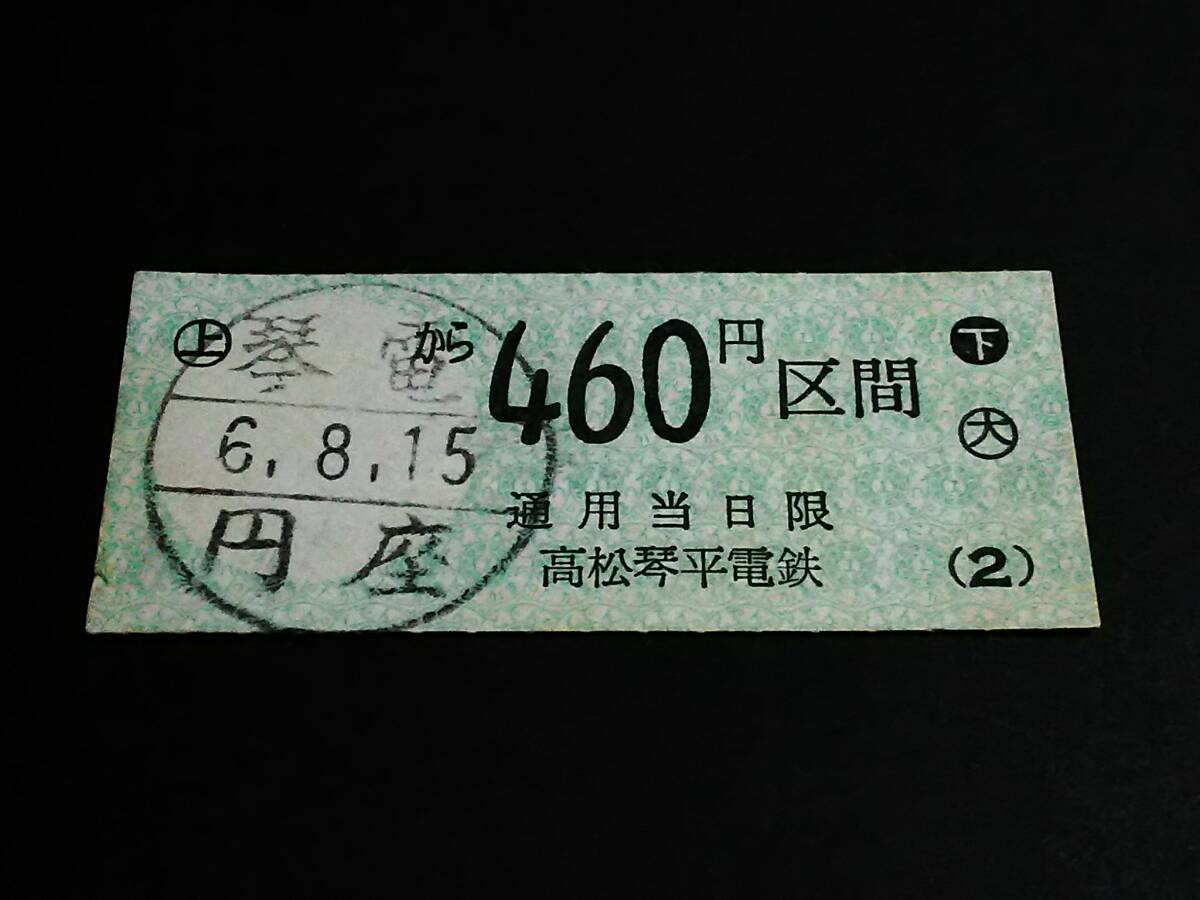 ㊤ 琴電 から 460円 区間 下
6.8.15 大
円座 通用当日限
高松琴平電鉄 (2)